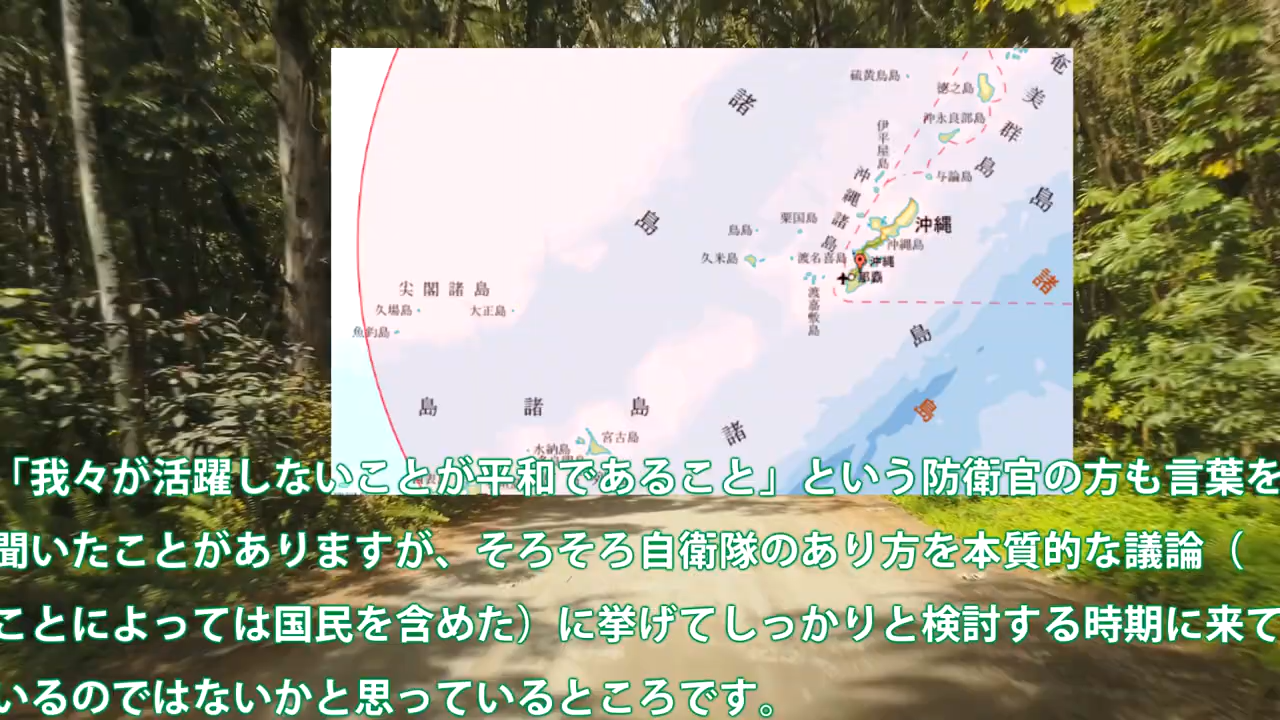 硫黄鳥島
奄美群島
徳之島
諸
沖永良部島
伊平屋島
与論島
島
沖縄諸島
粟国島
沖縄
鳥島
沖縄島
久米島
渡名喜島
沖縄
那覇
諸
渡嘉敷島
尖閣諸島
久場島
大正島
魚釣島
島
島
島 諸 島
諸
宮古島
水納島
「我々が活躍しないことが平和であること」という防衛官の方も言葉を
聞いたことがありますが、そろそろ自衛隊のあり方を本質的な議論（
ことによっては国民を含めた）に挙げてしっかりと検討する時期に来て
いるのではないかと思っているところです。